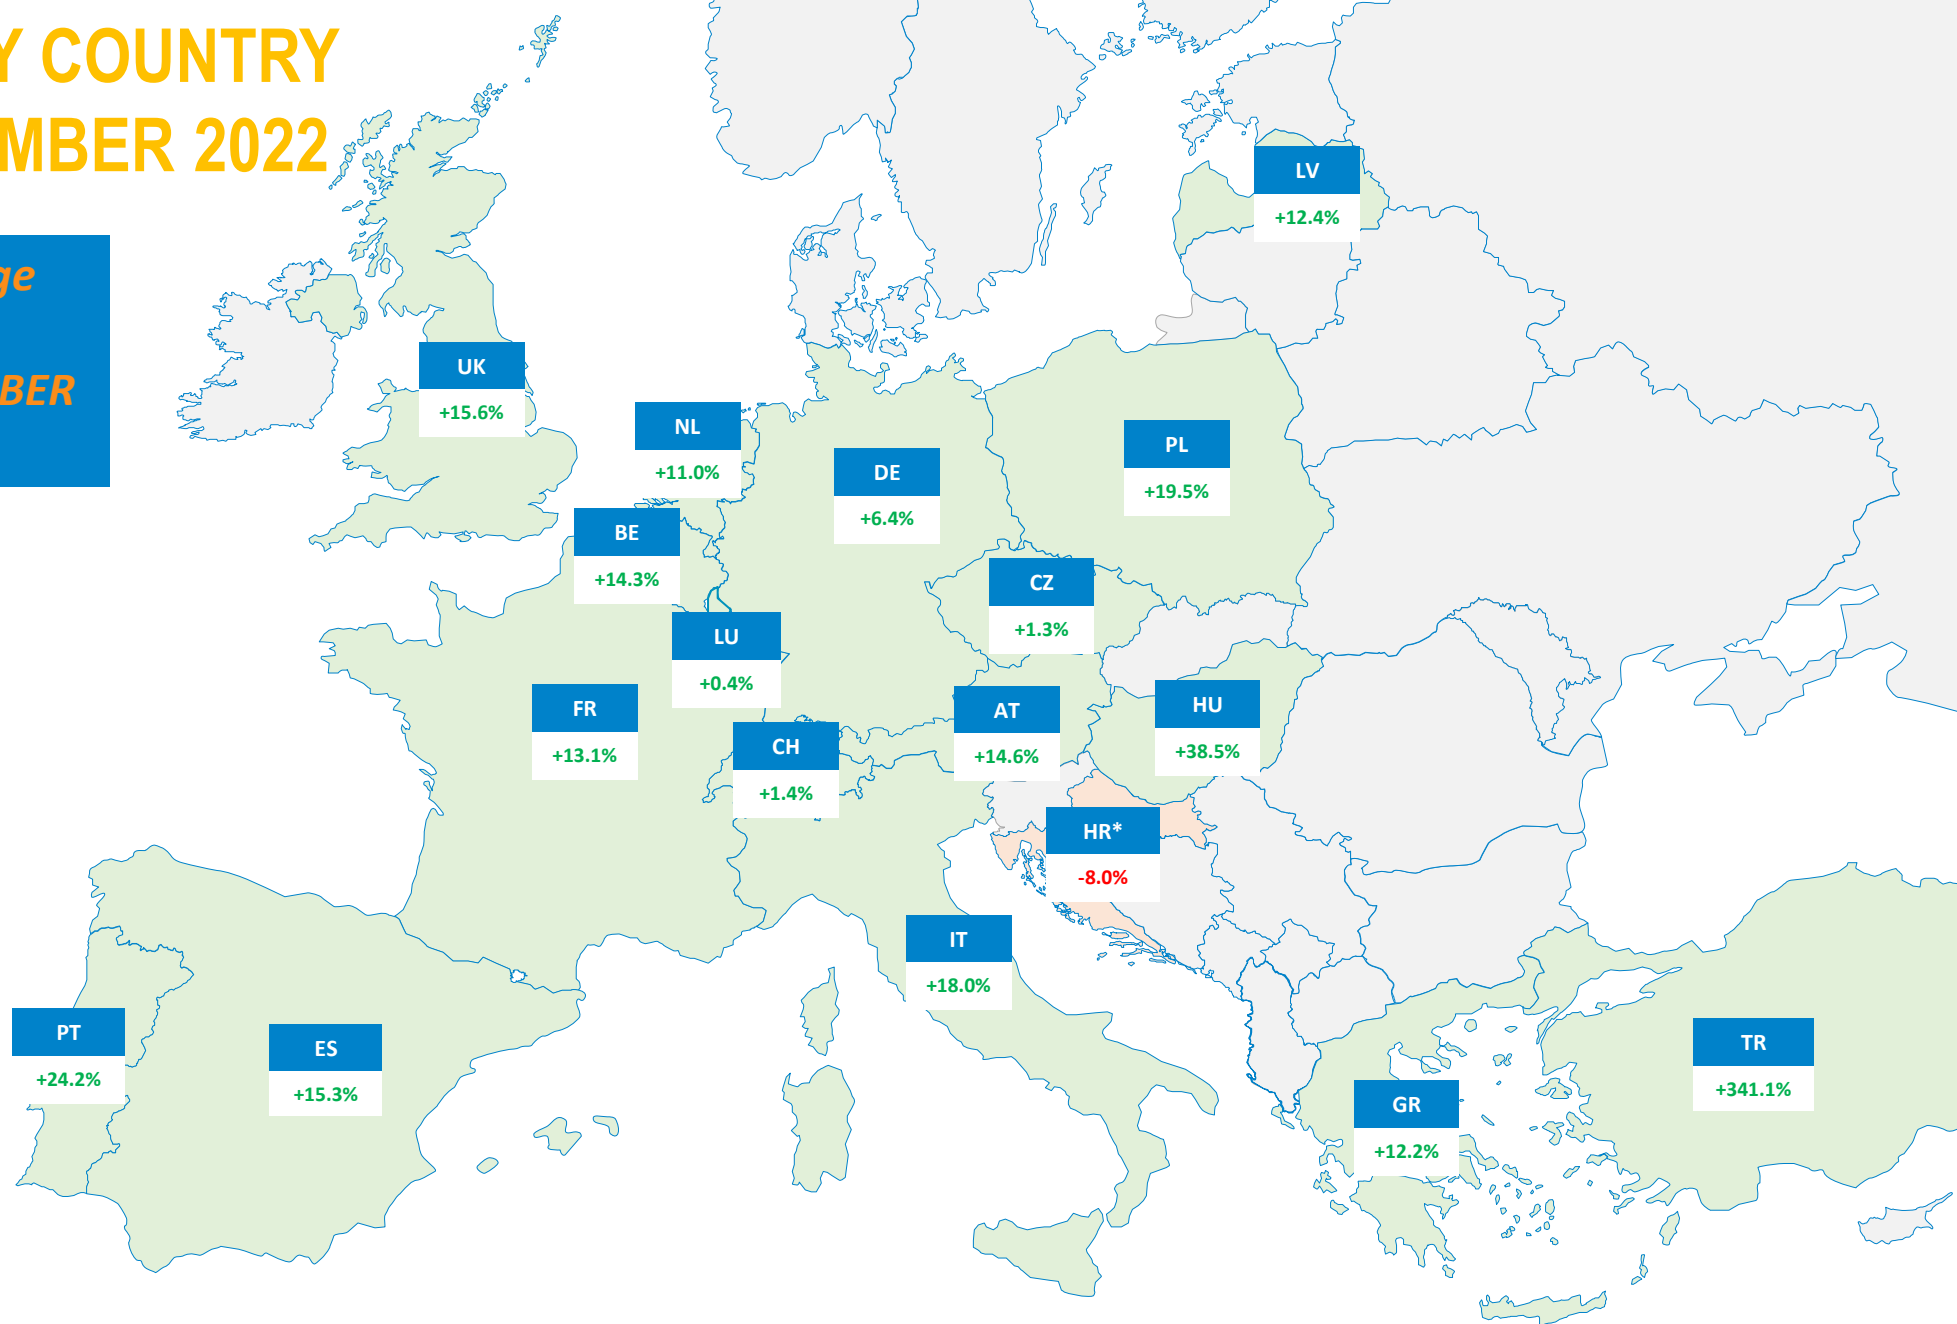 Y COUNTRY
MBER 2022
ge
BER
LV
+12.4%
UK
+15.6%
NL
+11.0%
PL
+19.5%
DE
+6.4%
BE
+14.3%
CZ
+1.3%
LU
+0.4%
FR
+13.1%
AT
+14.6%
HU
+38.5%
CH
+1.4%
HR*
-8.0%
IT
+18.0%
PT
+24.2%
ES
+15.3%
TR
+341.1%
GR
+12.2%